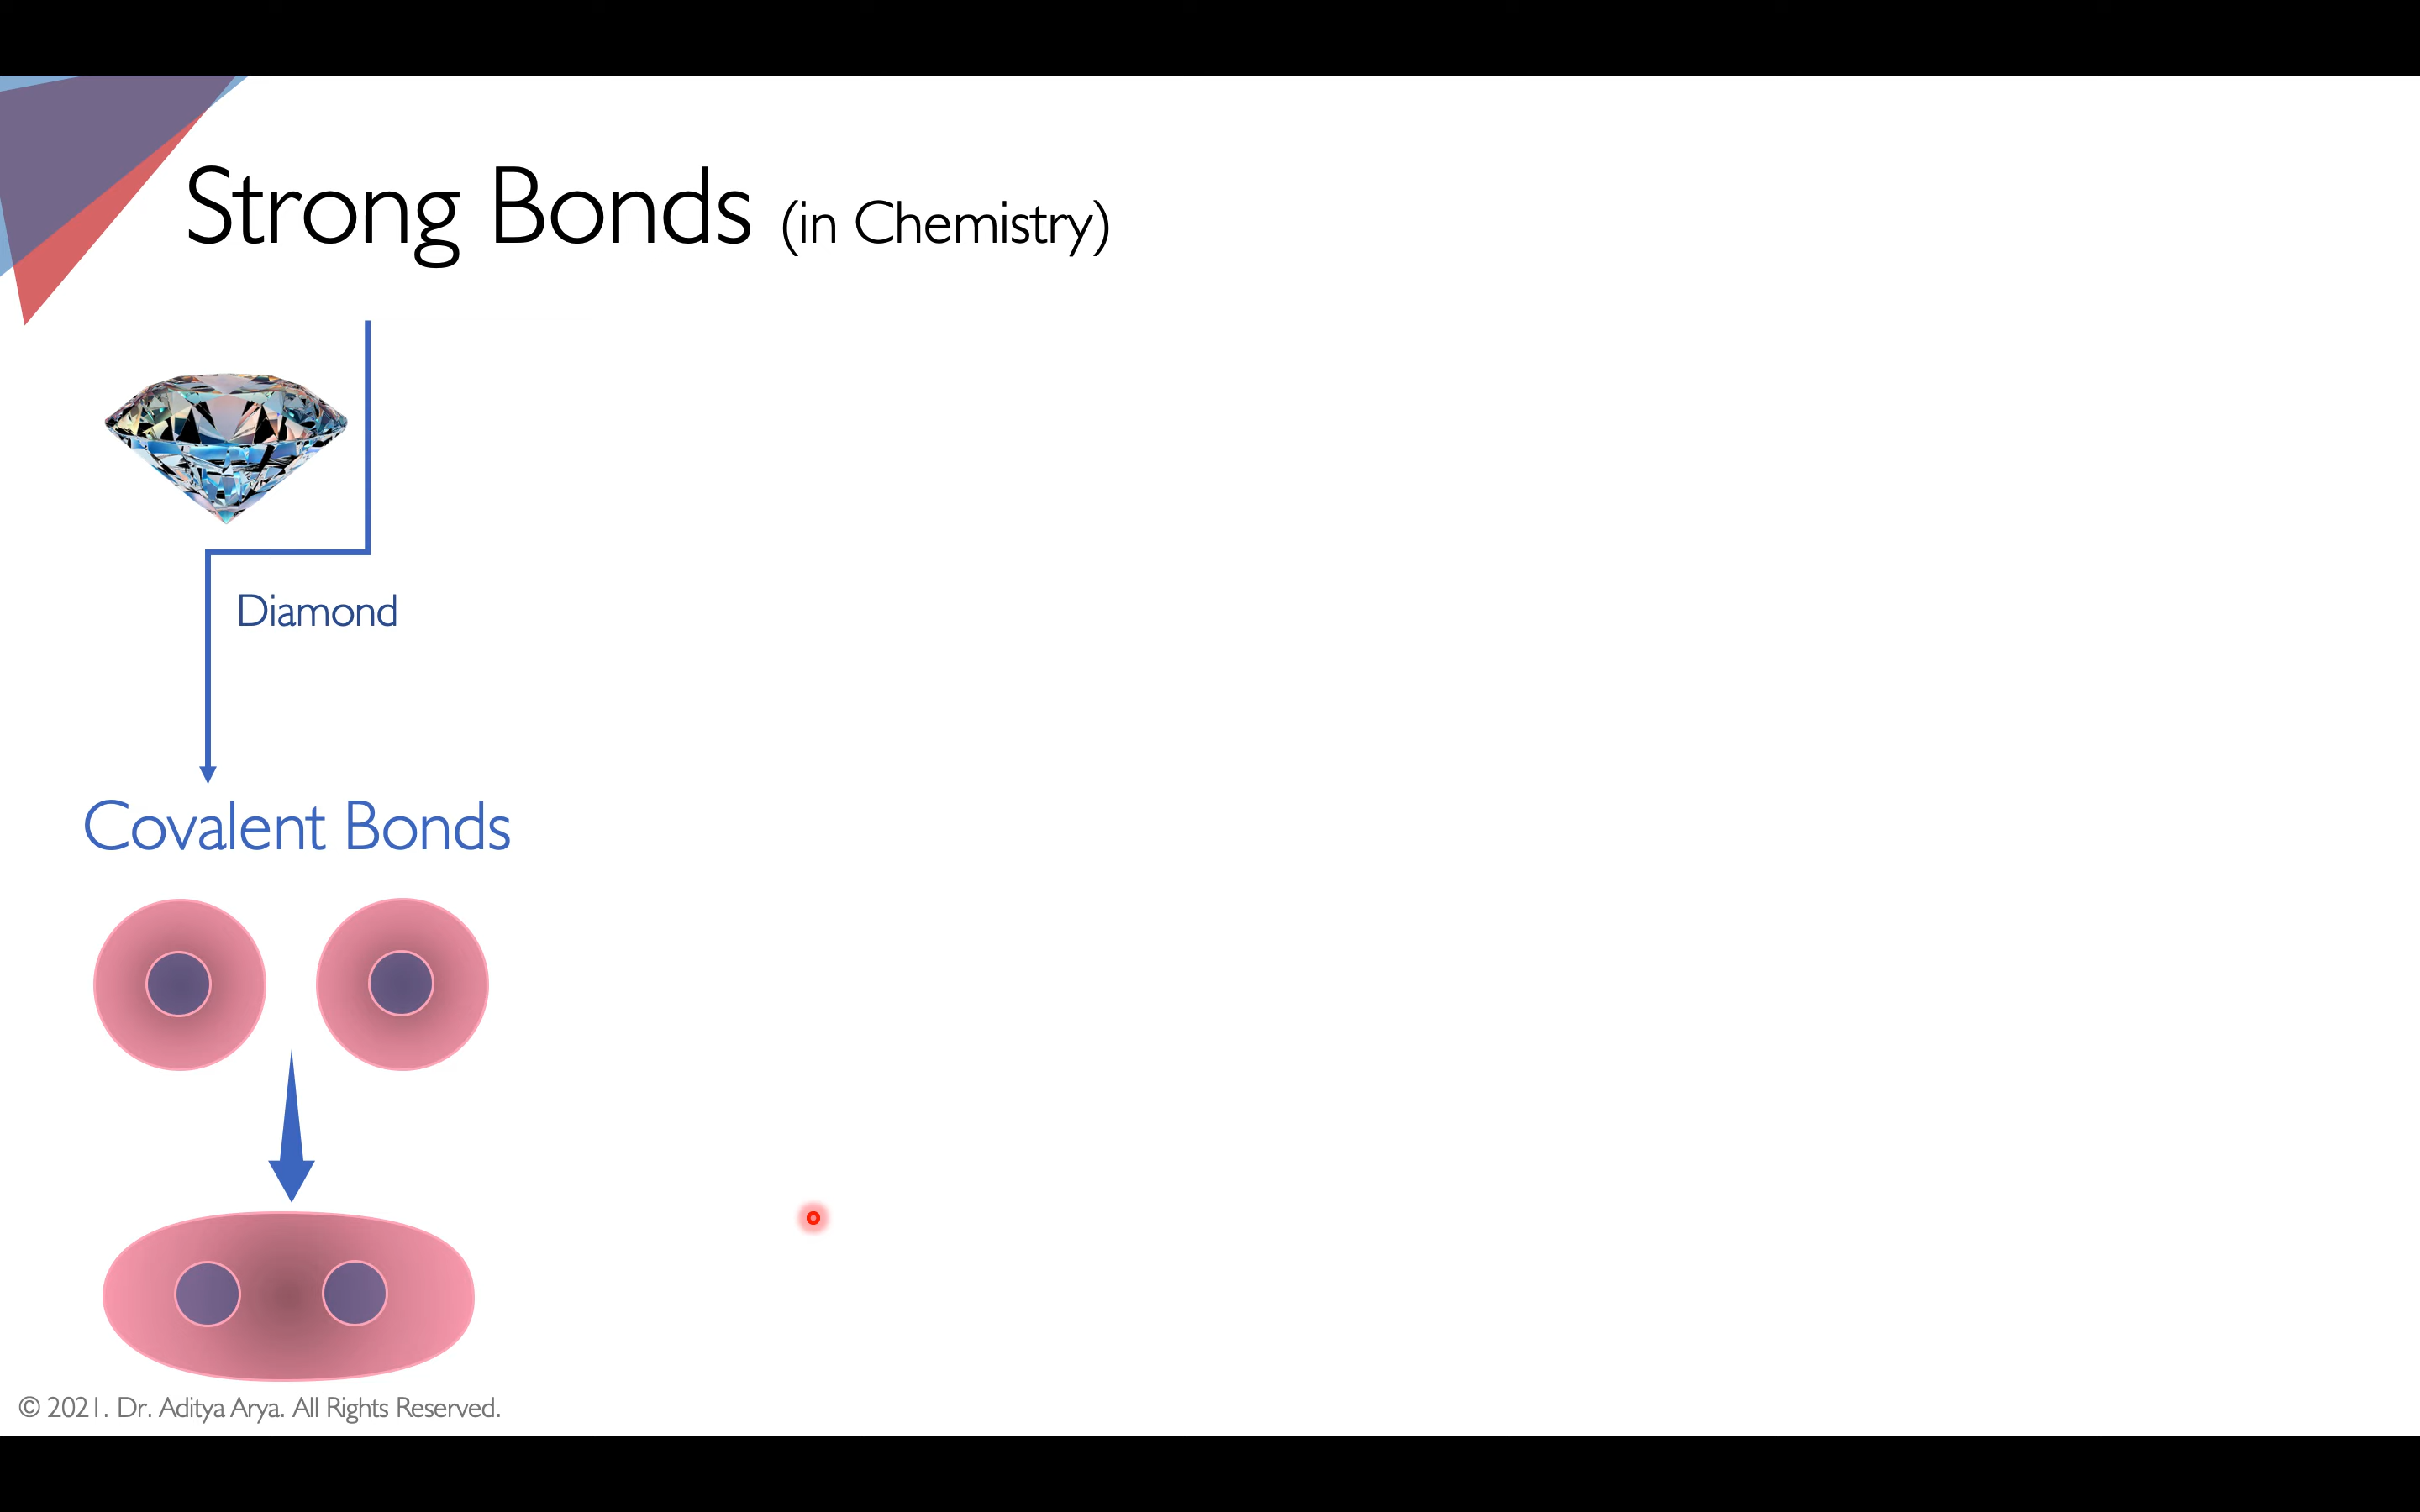 Strong Bonds (in Chemistry)
Diamond
Covalent Bonds
© 2021. Dr. Aditya Arya. All Rights Reserved.